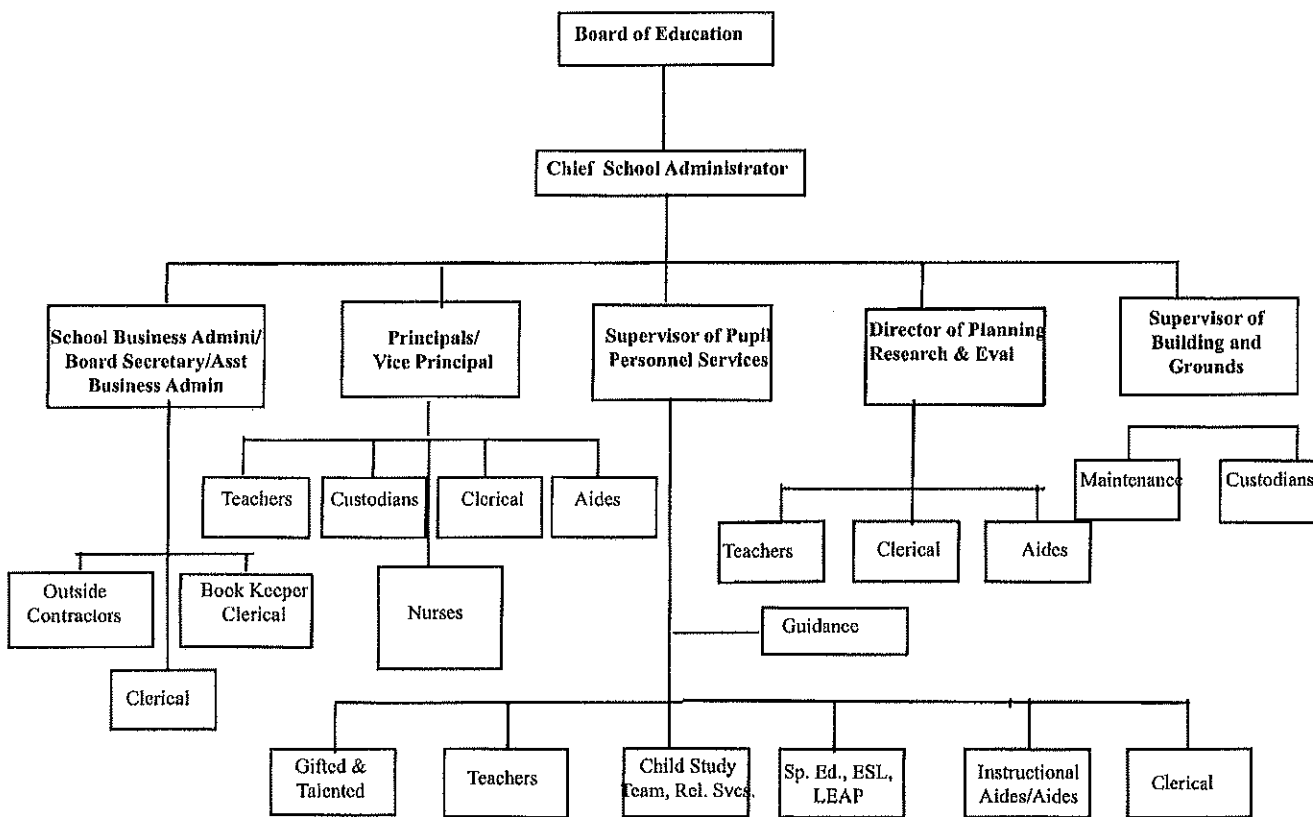 Board of Education
Chief School Administrator
School Business Admini/
Board Secretary/Asst
Business Admin
Principals/
Vice Principal
Supervisor of Pupil
Personnel Services
Director of Planning
Research & Eval
Supervisor of
Building and
Grounds
Teachers
Custodians
Clerical
Aides
Maintenance
Custodians
Teachers
Clerical
Aides
Outside
Contractors
Book Keeper
Clerical
Nurses
Guidance
Clerical
Gifted &
Talented
Teachers
Child Study
Team, Rel. Svcs.
Sp. Ed., ESL,
LEAP
Instructional
Aides/Aides
Clerical